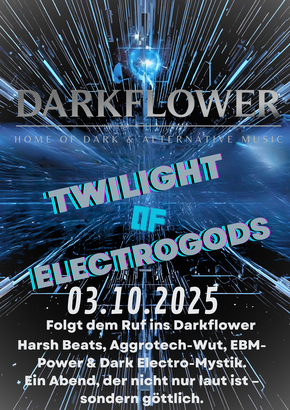 DARKFLOWER
HOME OF DARK & ALTERNATIVE MUSIC
TWILIGHT
OF
ELECTROGODS
03.10.2025
Folgt dem Ruf ins Darkflower
Harsh Beats, Aggrotech-Wut, EBM-
Power & Dark Electro-Mystik.
Ein Abend, der nicht nur laut ist –
sondern göttlich.